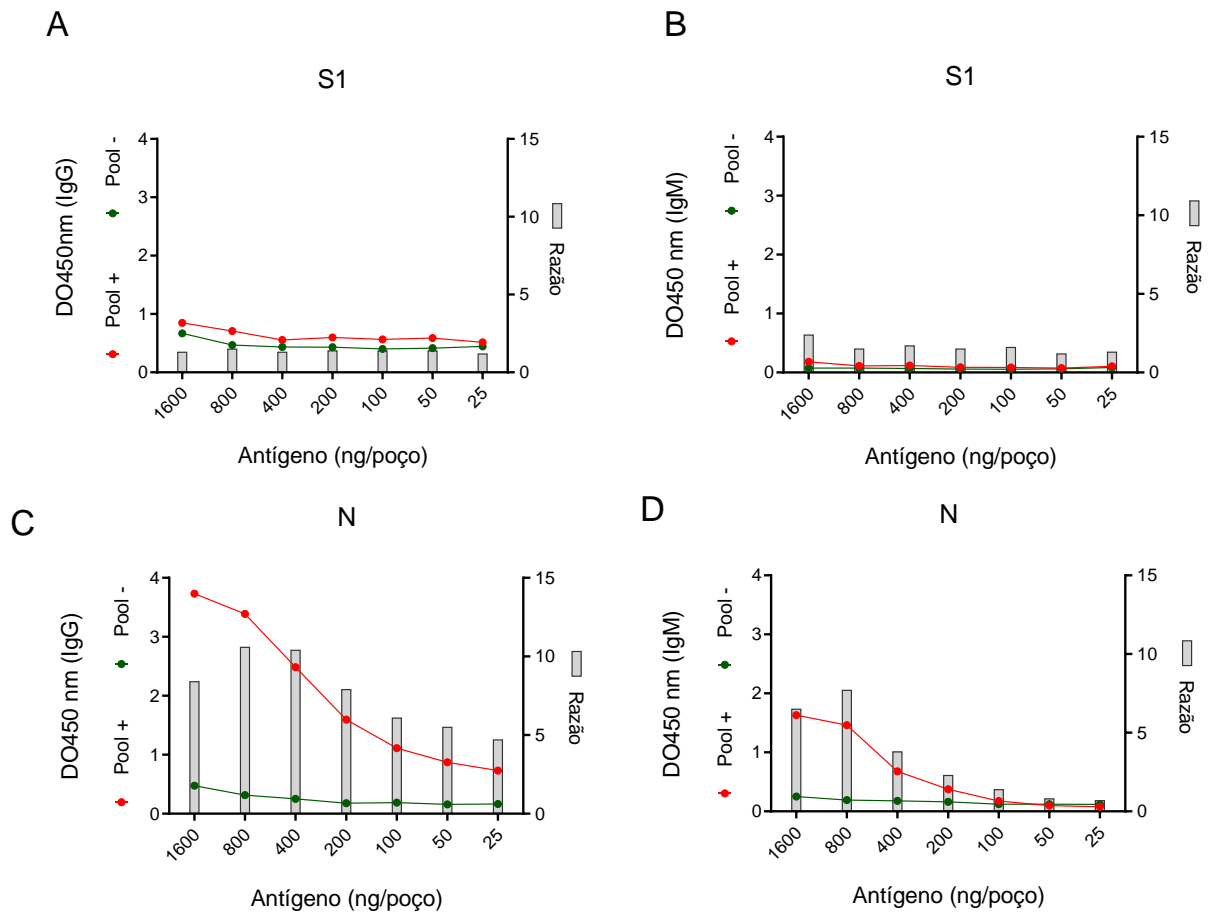 A
S1
DO450nm (IgG)
Pool +
Pool -
4
3
2
1
0
15
10
5
0
Razão
1600
800
400
200
100
50
25
Antígeno (ng/poço)
B
S1
DO450 nm (IgM)
Pool +
Pool -
4
3
2
1
0
15
10
5
0
Razão
1600
800
400
200
100
50
25
Antígeno (ng/poço)
C
N
DO450 nm (IgG)
Pool +
Pool -
4
3
2
1
0
15
10
5
0
Razão
1600
800
400
200
100
50
25
Antígeno (ng/poço)
D
N
DO450 nm (IgM)
Pool +
Pool -
4
3
2
1
0
15
10
5
0
Razão
1600
800
400
200
100
50
25
Antígeno (ng/poço)